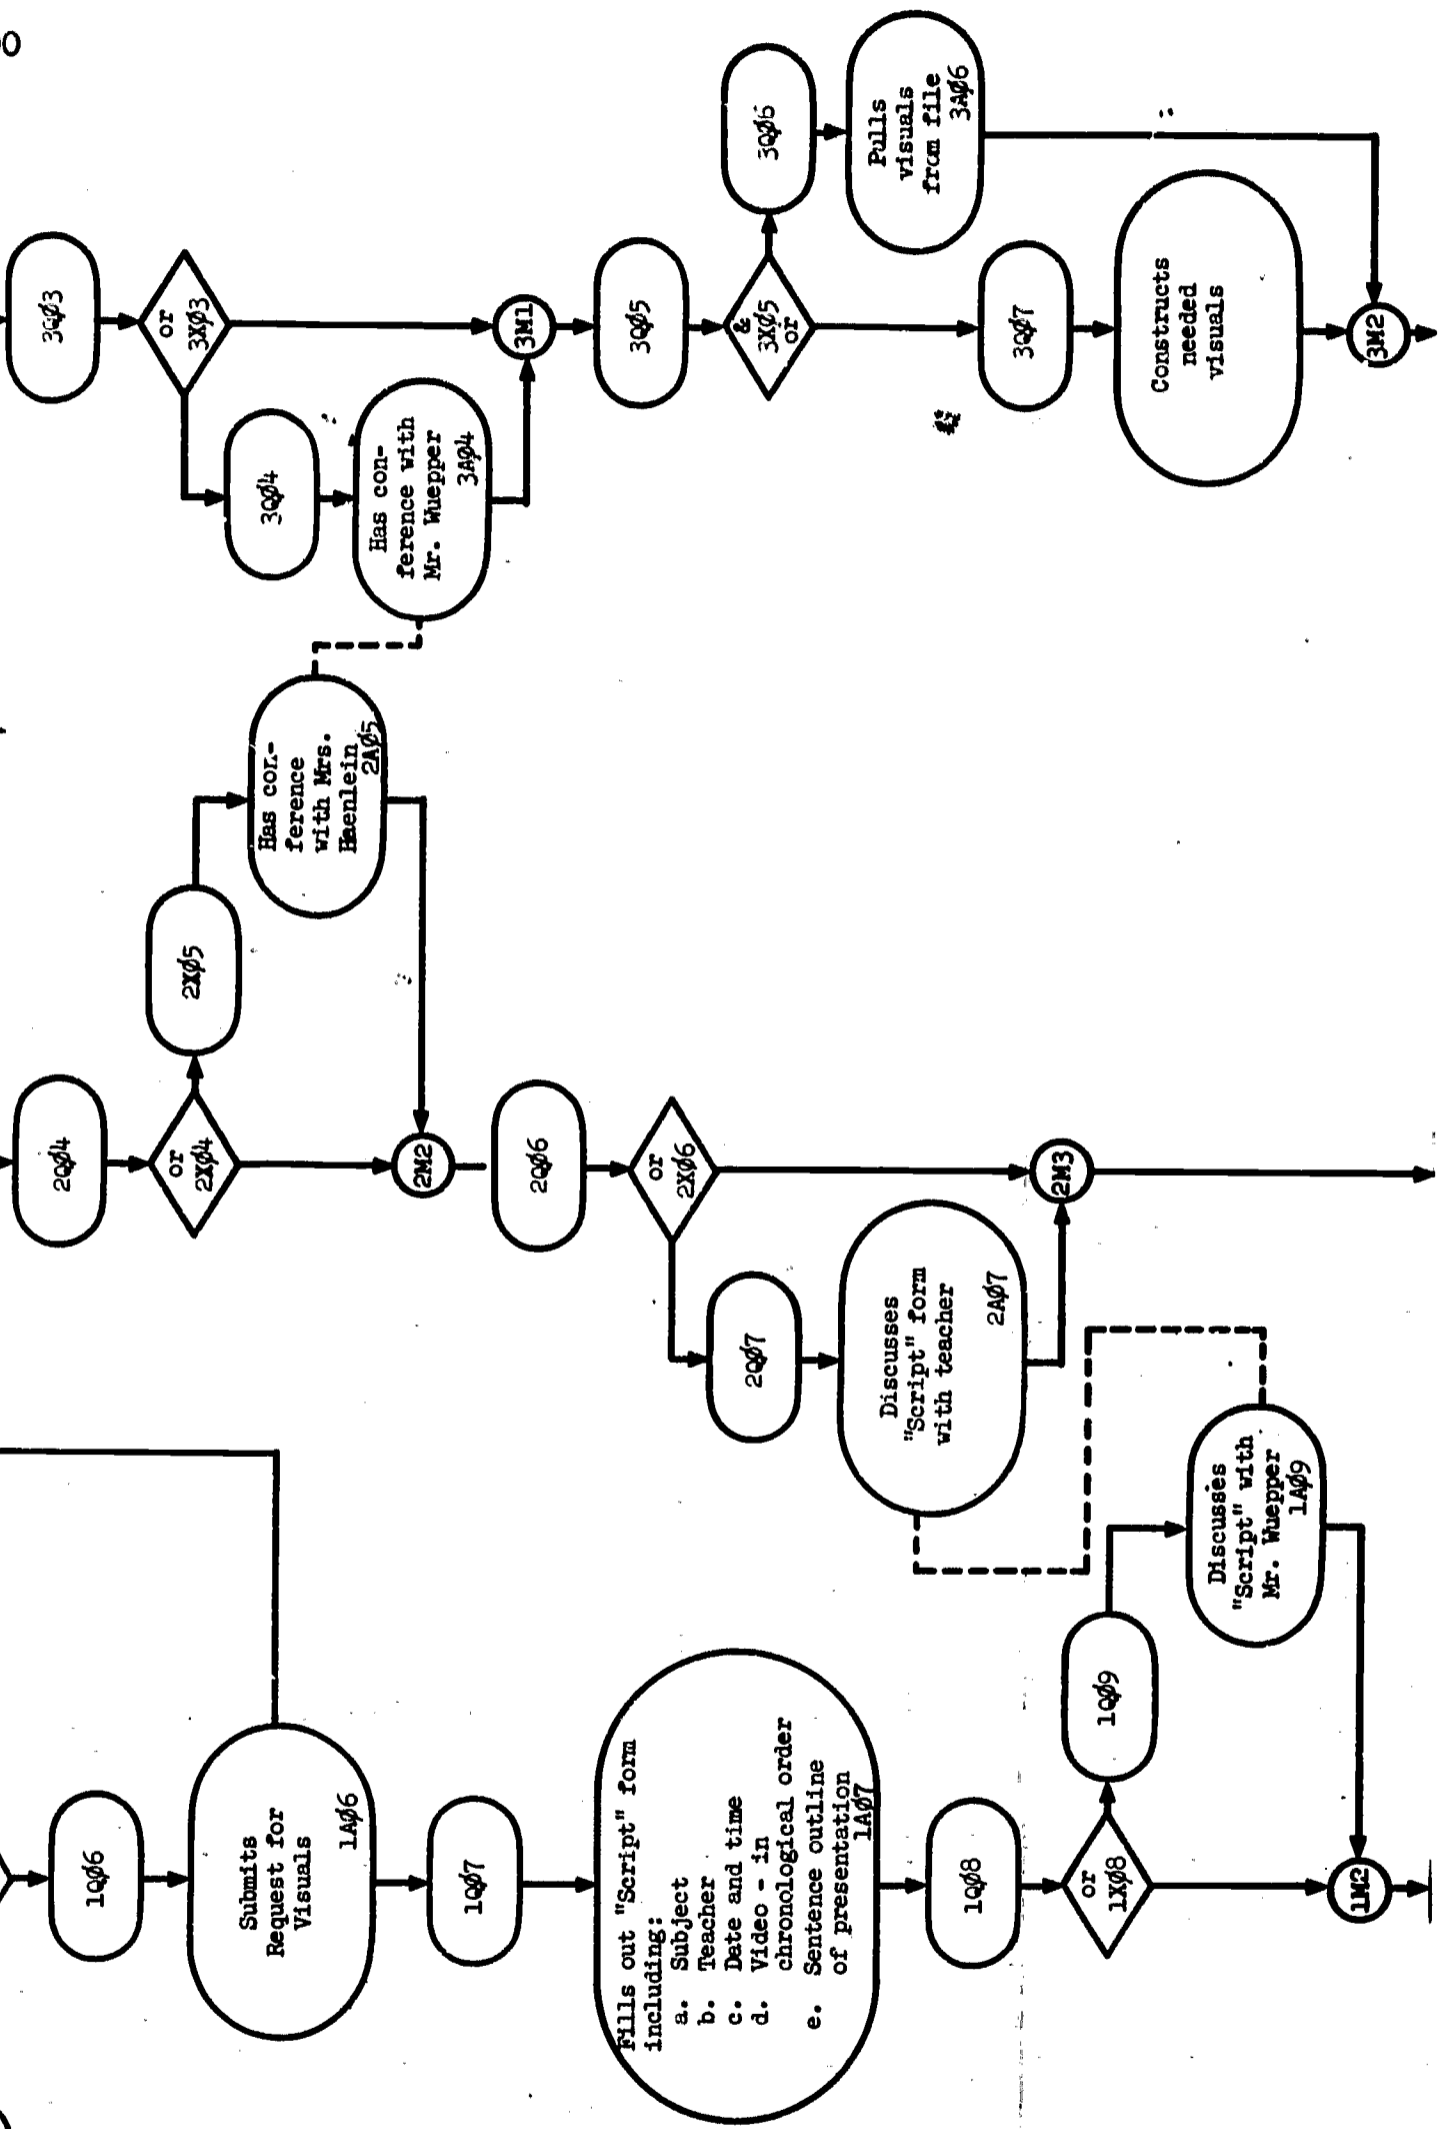 1Q06
Submits
Request for
Visuals
1A06
1Q07
Fills out "Script" form
including:
a. Subject
b. Teacher
c. Date and time
d. Video - in
chronological order
e. Sentence outline
of presentation
1A07
1Q08
or
1X08
1Q09
Discusses
"Script" with
Mr. Wuepper
1A09
1M2
2Q04
or
2X04
2X05
Has con-
ference
with Mrs.
Haenlein
2A05
2M2
2Q06
or
2X06
2Q07
Discusses
"Script" form
with teacher
2A07
2M3
3Q03
or
3X03
3Q04
Has con-
ference with
Mr. Wuepper
3A04
3M1
3Q05
&
3X05
or
3Q06
Pulls
visuals
from file
3A06
3Q07
Constructs
needed
visuals
3M2